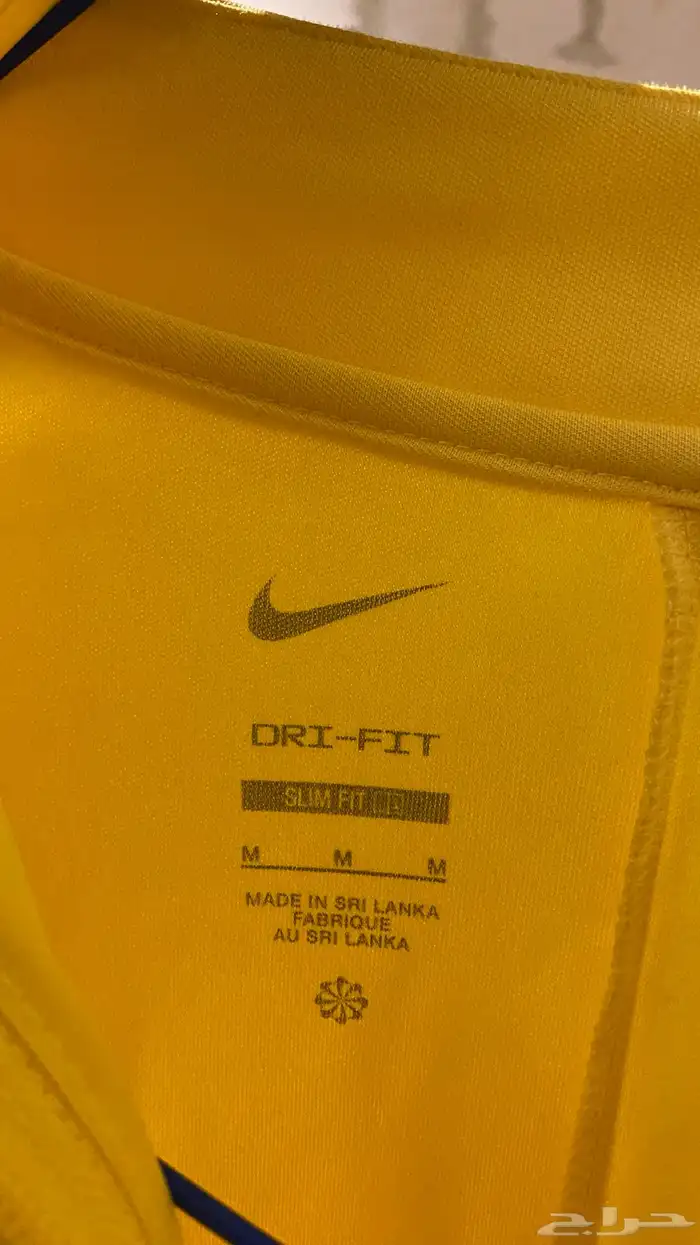 DRI-FIT
SLIM FIT
M M M
MADE IN SRI LANKA
FABRIQUE
AU SRI LANKA
حراج